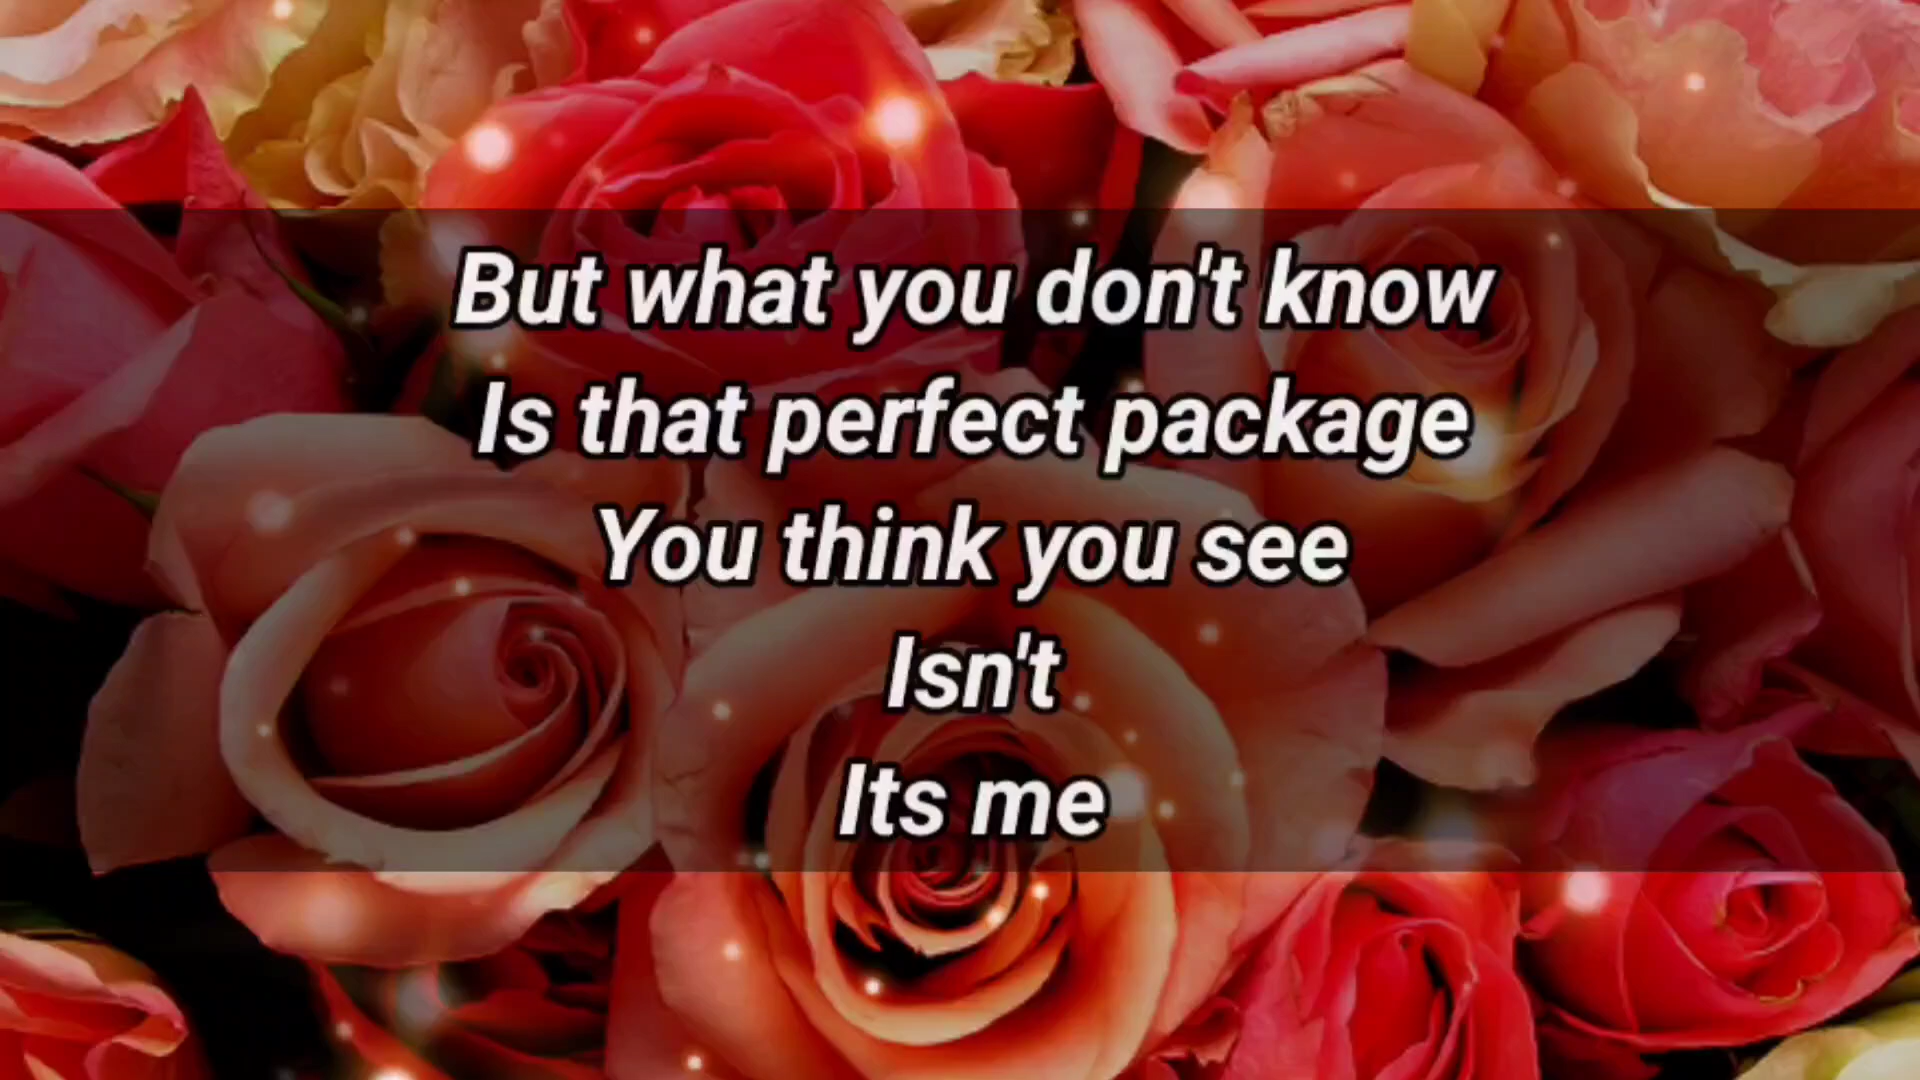 But what you don't know
Is that perfect package
You think you see
Isn't
Its me